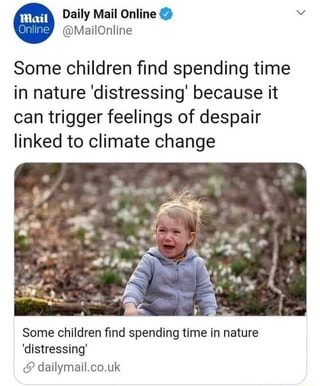 Mail
Online
Daily Mail Online
@MailOnline
Some children find spending time
in nature 'distressing' because it
can trigger feelings of despair
linked to climate change
Some children find spending time in nature
'distressing'
dailymail.co.uk